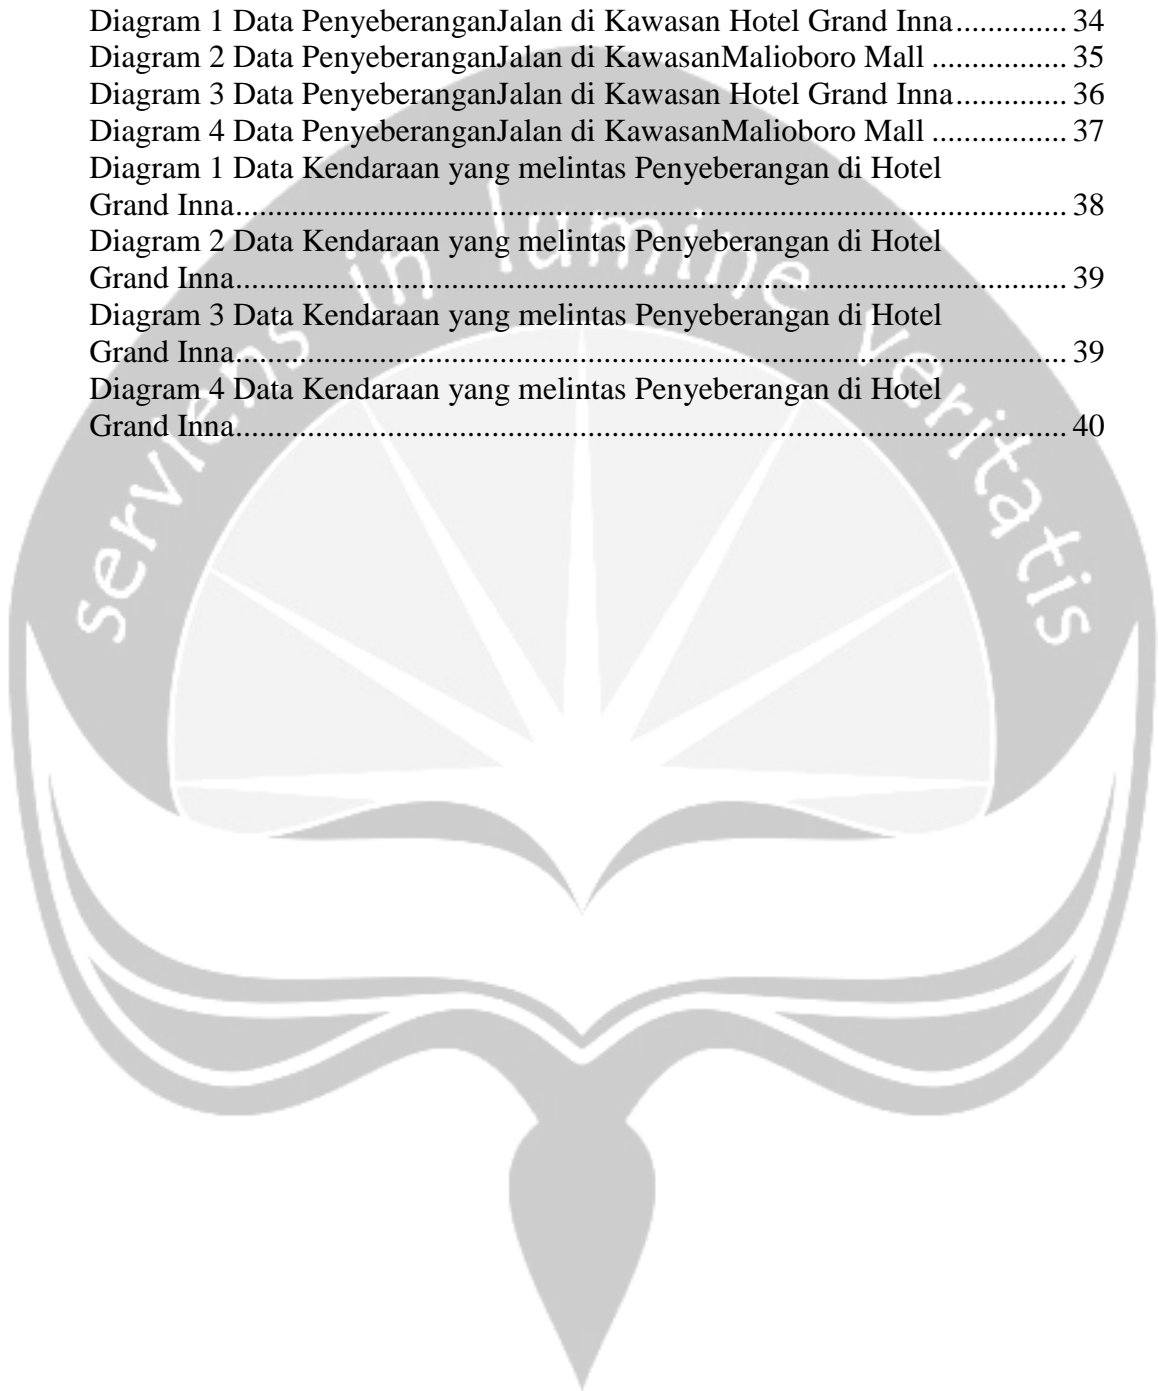 Diagram 1 Data PenyeberanganJalan di Kawasan Hotel Grand Inna.............. 34
Diagram 2 Data PenyeberanganJalan di KawasanMalioboro Mall ................. 35
Diagram 3 Data PenyeberanganJalan di Kawasan Hotel Grand Inna.............. 36
Diagram 4 Data PenyeberanganJalan di KawasanMalioboro Mall ................. 37
Diagram 1 Data Kendaraan yang melintas Penyeberangan di Hotel
Grand Inna........................................................................................................ 38
Diagram 2 Data Kendaraan yang melintas Penyeberangan di Hotel
Grand Inna........................................................................................................ 39
Diagram 3 Data Kendaraan yang melintas Penyeberangan di Hotel
Grand Inna........................................................................................................ 39
Diagram 4 Data Kendaraan yang melintas Penyeberangan di Hotel
Grand Inna........................................................................................................ 40
serviens in lumine veritatis